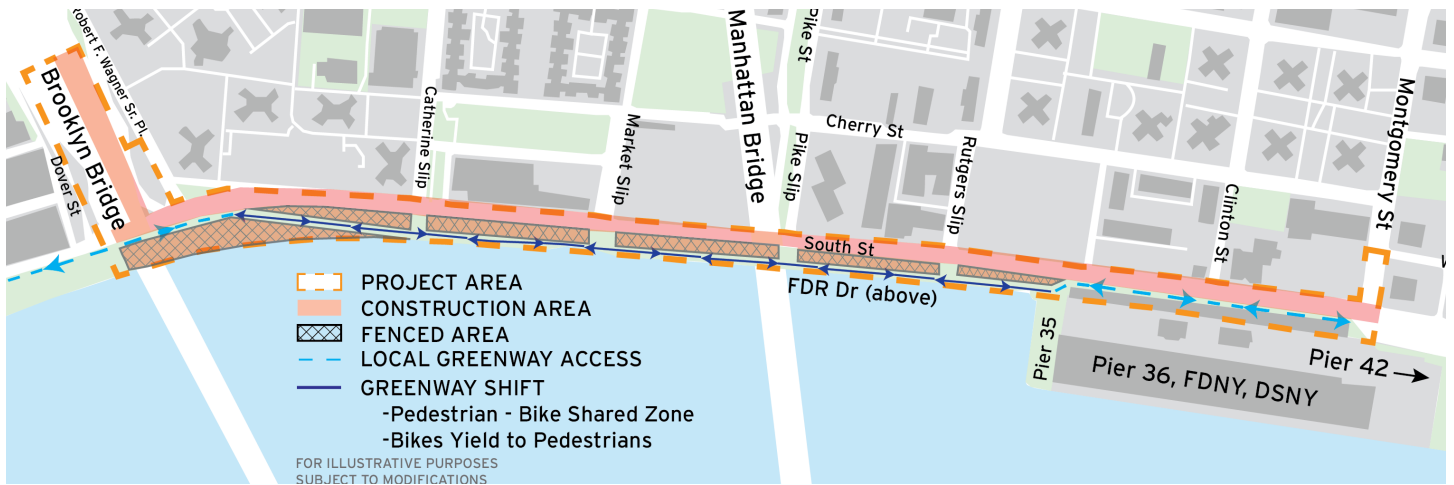 Robert F. Wagner Sr. Pl.
Brooklyn Bridge
Dover St
Catherine Slip
Market Slip
Manhattan Bridge
Pike St
Pike Slip
Cherry St
Rutgers Slip
Clinton St
Montgomery St
W
South St
FDR Dr (above)
Pier 35
Pier 36, FDNY, DSNY
Pier 42
PROJECT AREA
CONSTRUCTION AREA
FENCED AREA
LOCAL GREENWAY ACCESS
GREENWAY SHIFT
-Pedestrian - Bike Shared Zone
-Bikes Yield to Pedestrians
FOR ILLUSTRATIVE PURPOSES
SUBJECT TO MODIFICATIONS